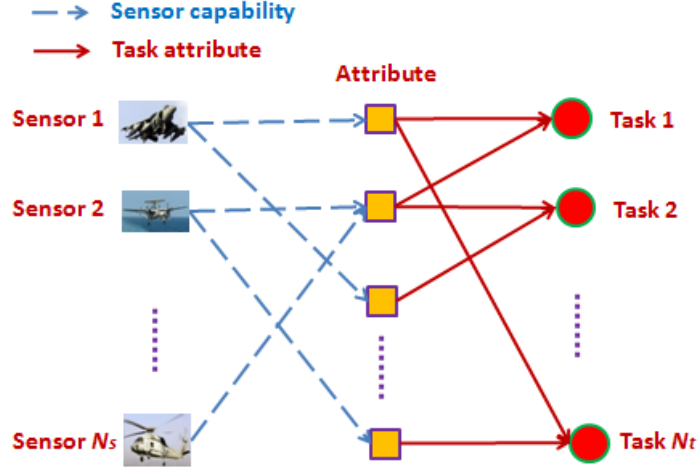 Sensor capability
Task attribute
Attribute
Sensor 1
Task 1
Sensor 2
Task 2
Sensor Ns
Task Nt